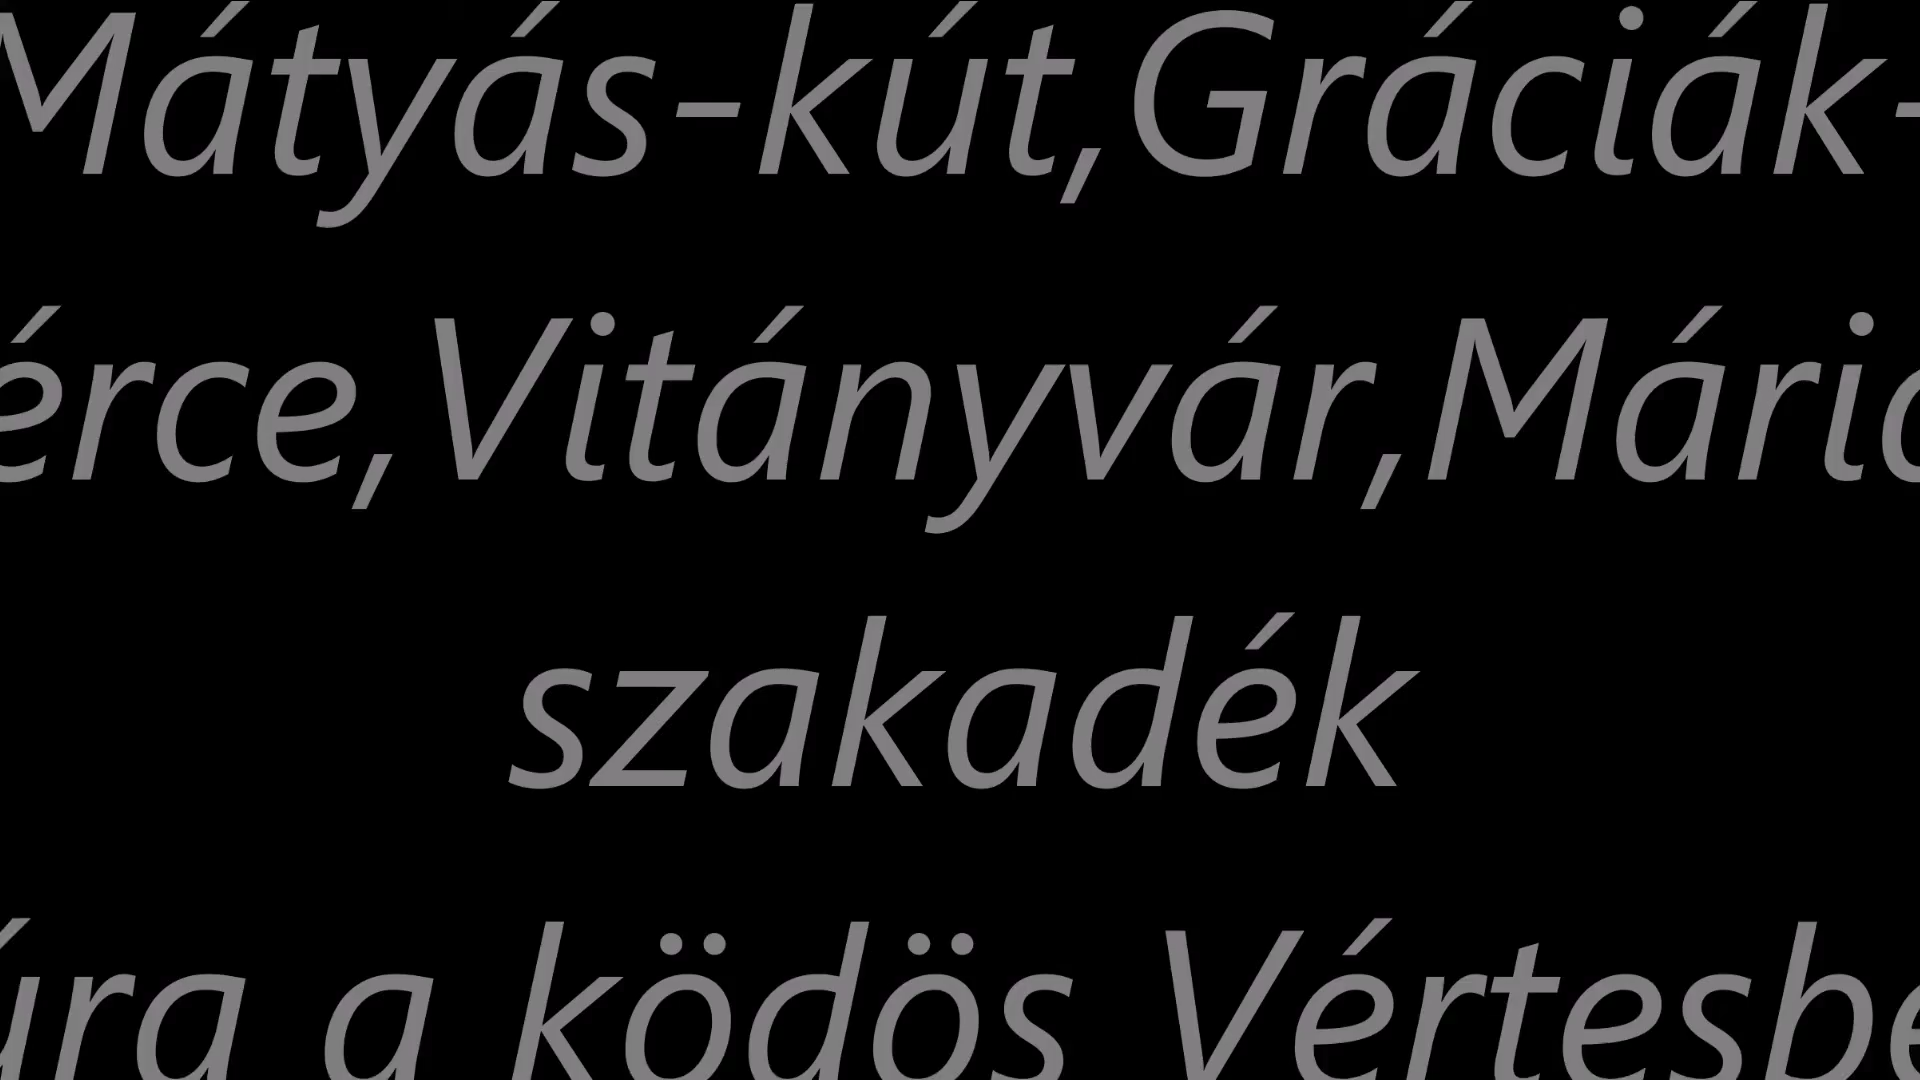 Mátyás-kút,Gráciák-
érce,Vitányvár,Mária
szakadék
úra a ködös Vértesbe